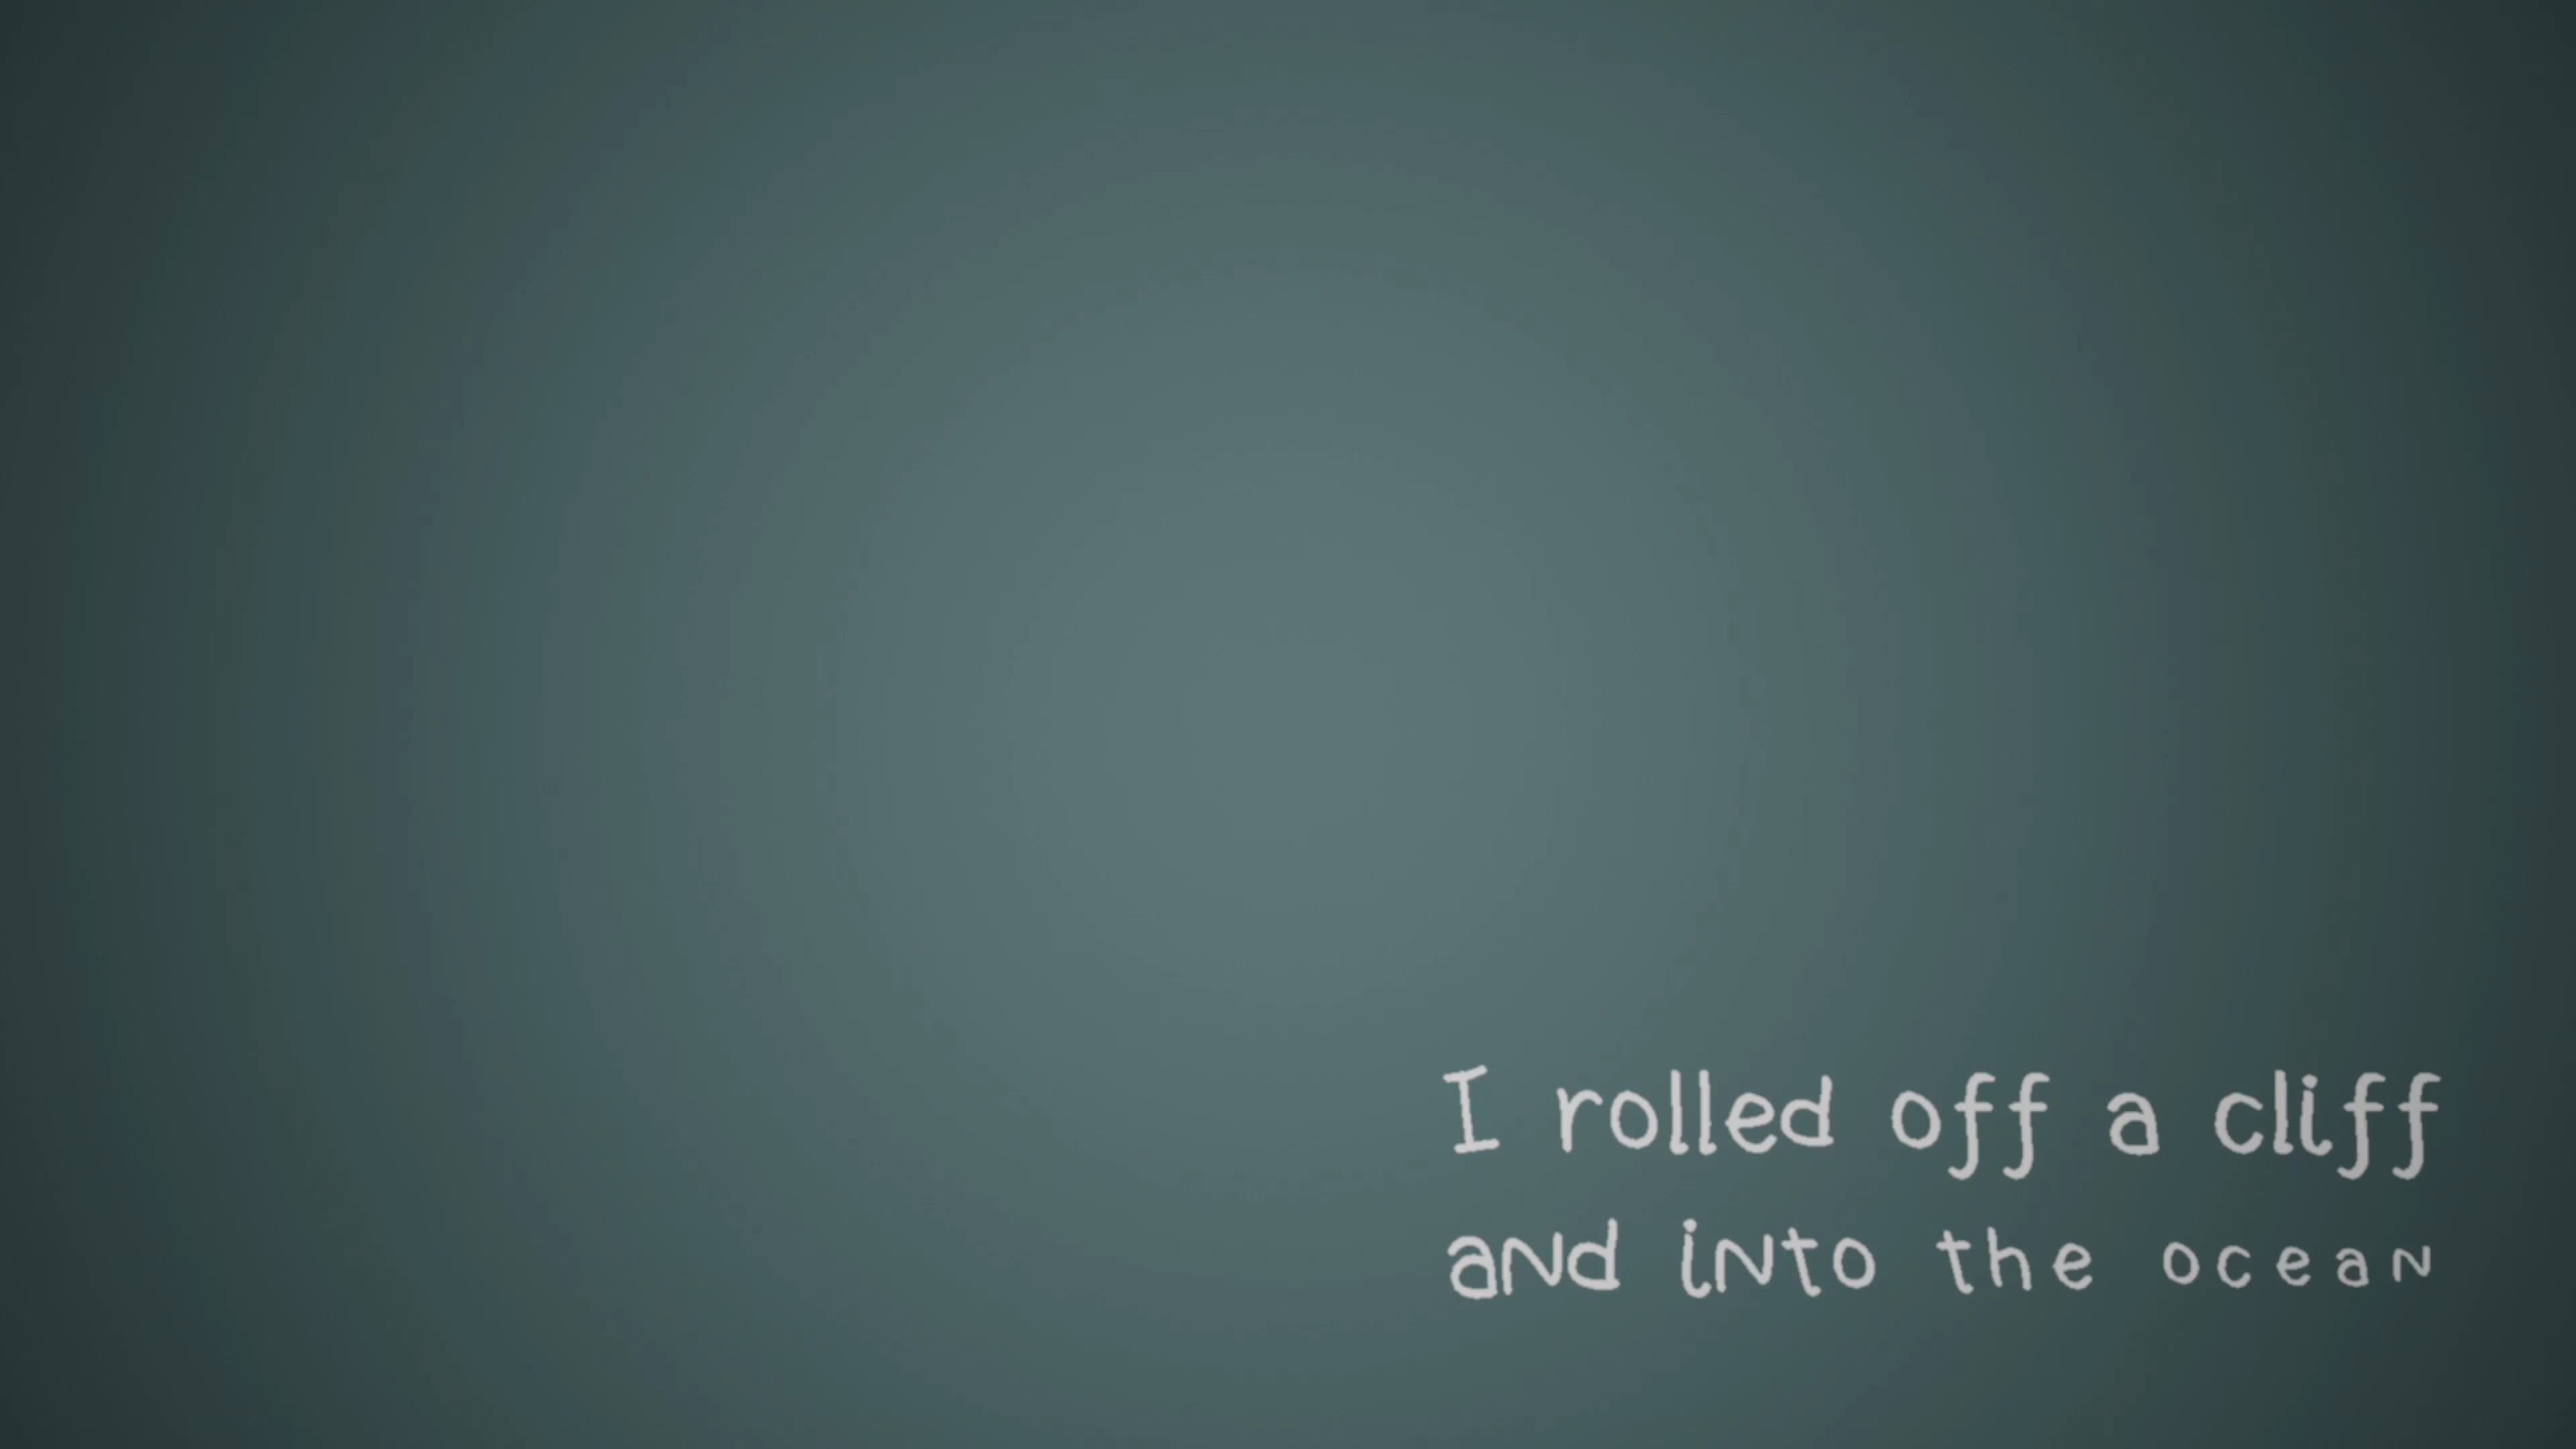 I rolled off a cliff
and into the ocean